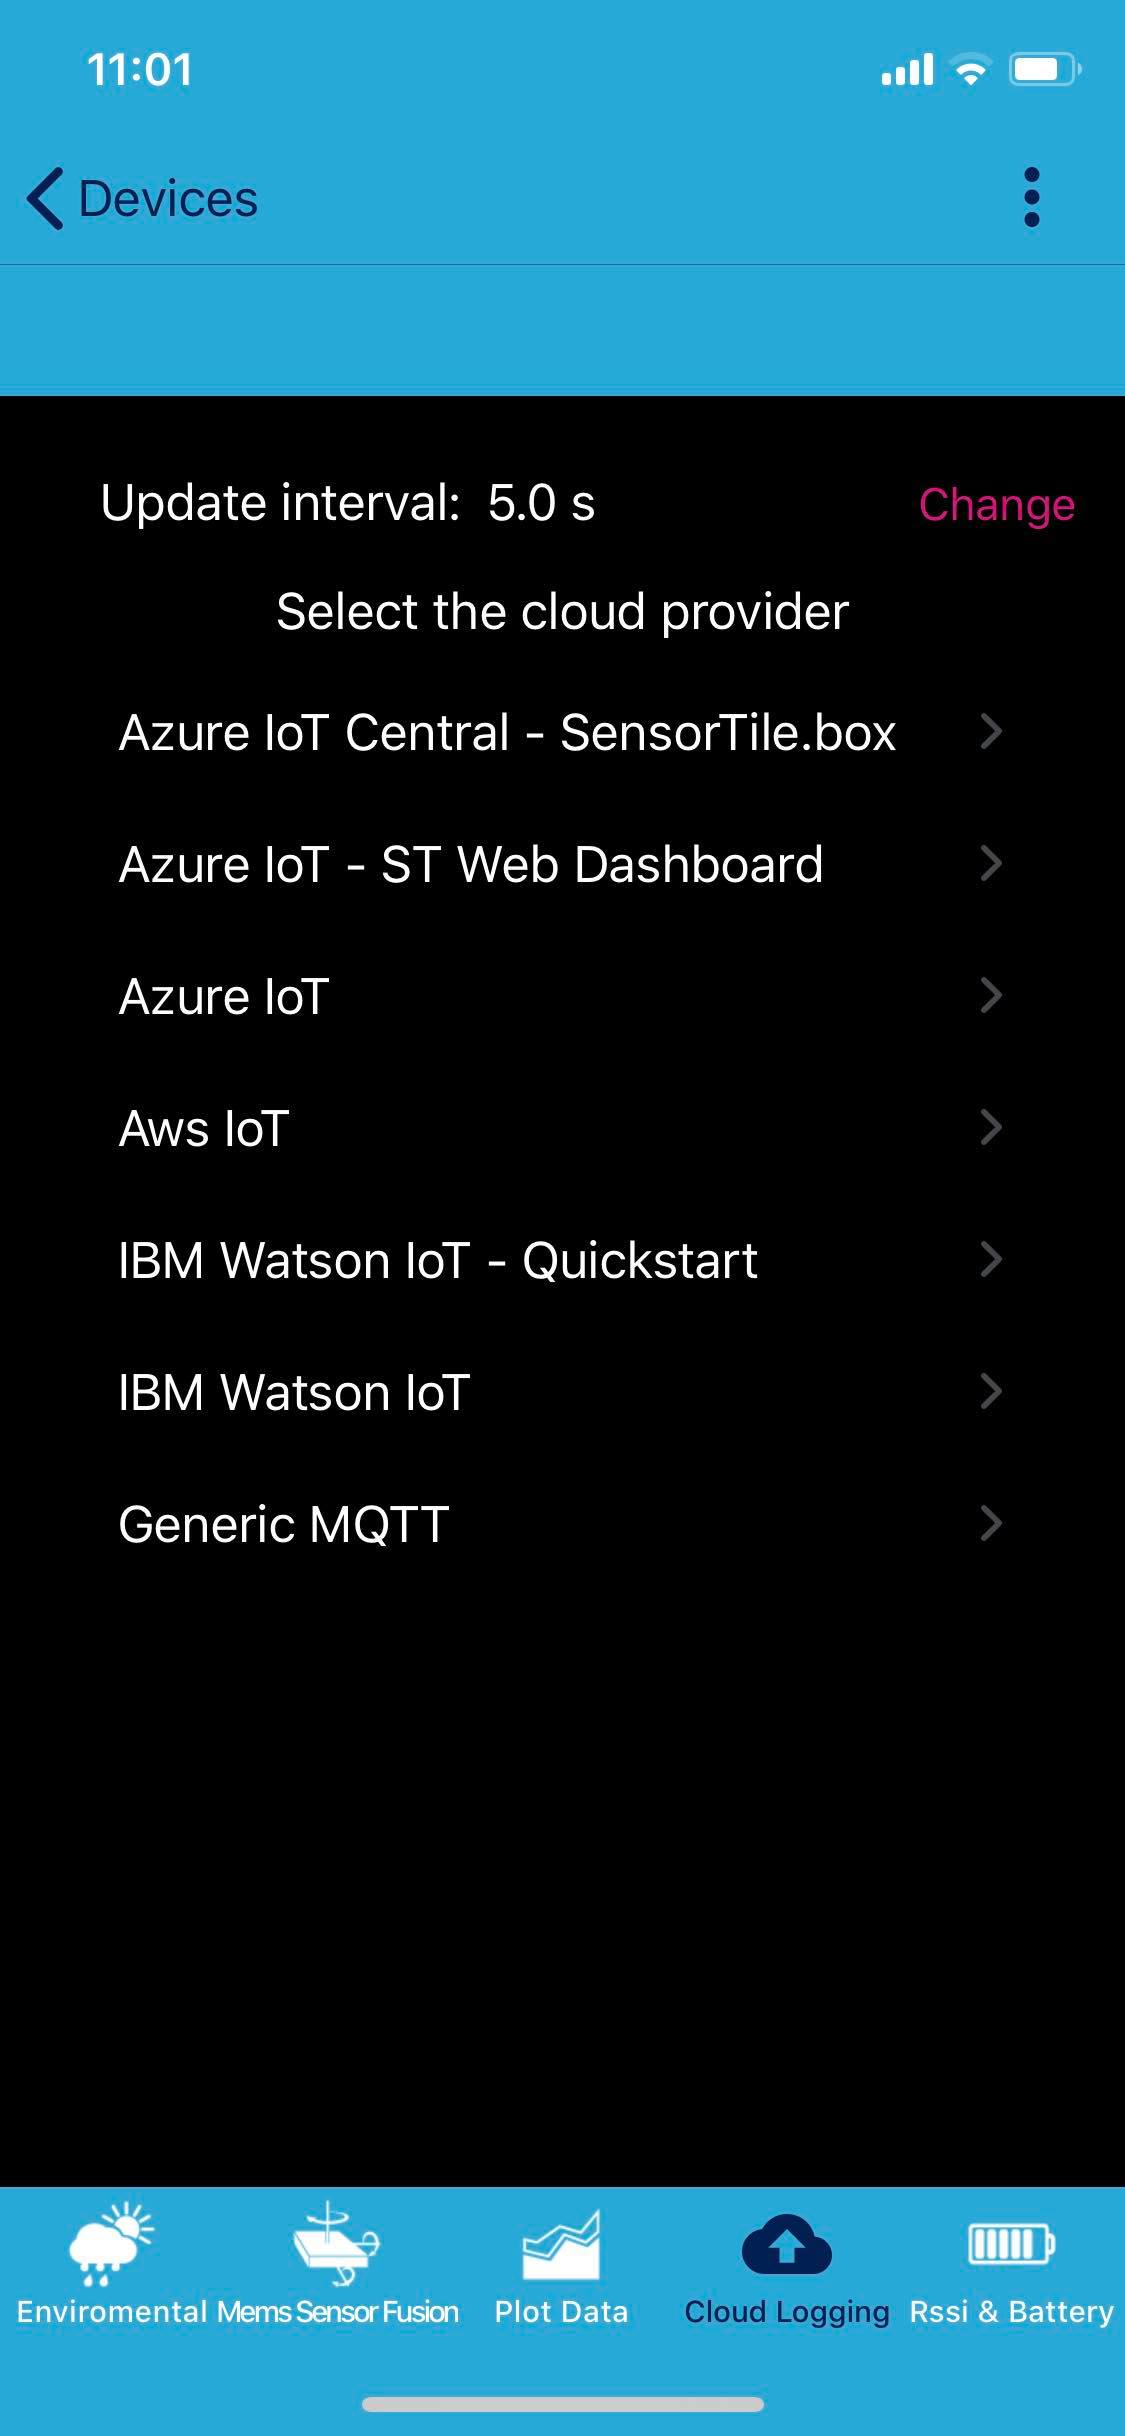 11:01
Devices
Update interval: 5.0 s Change
Select the cloud provider
Azure IoT Central - SensorTile.box
Azure IoT - ST Web Dashboard
Azure IoT
Aws IoT
IBM Watson IoT - Quickstart
IBM Watson IoT
Generic MQTT
Enviromental Mems Sensor Fusion Plot Data Cloud Logging Rssi & Battery